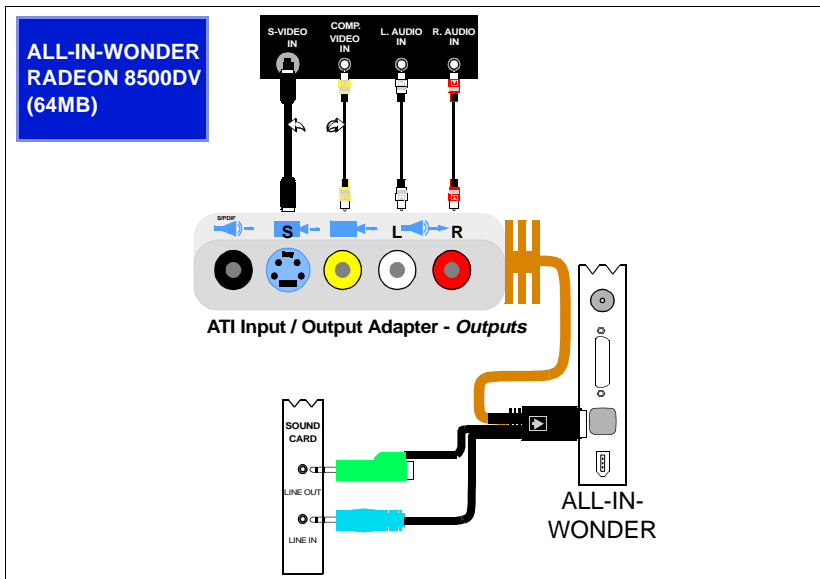 ALL-IN-WONDER
RADEON 8500DV
(64MB)
S-VIDEO
IN
COMP.
VIDEO
IN
L. AUDIO
IN
R. AUDIO
IN
S/PDIF
S
L
R
ATI Input / Output Adapter - Outputs
SOUND
CARD
LINE OUT
LINE IN
ALL-IN-
WONDER